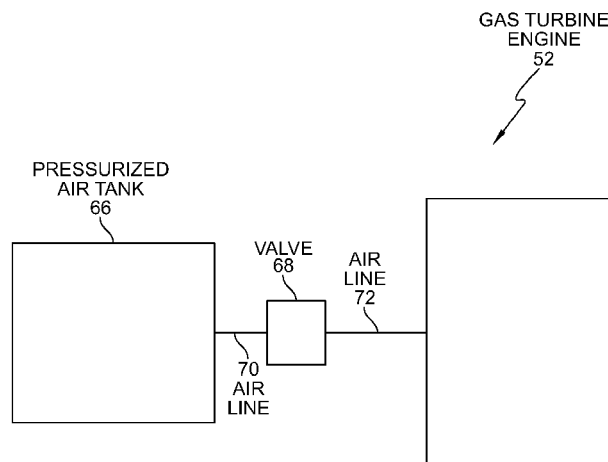 GAS TURBINE
ENGINE
52
PRESSURIZED
AIR TANK
66
VALVE
68
AIR
LINE
72
70
AIR
LINE